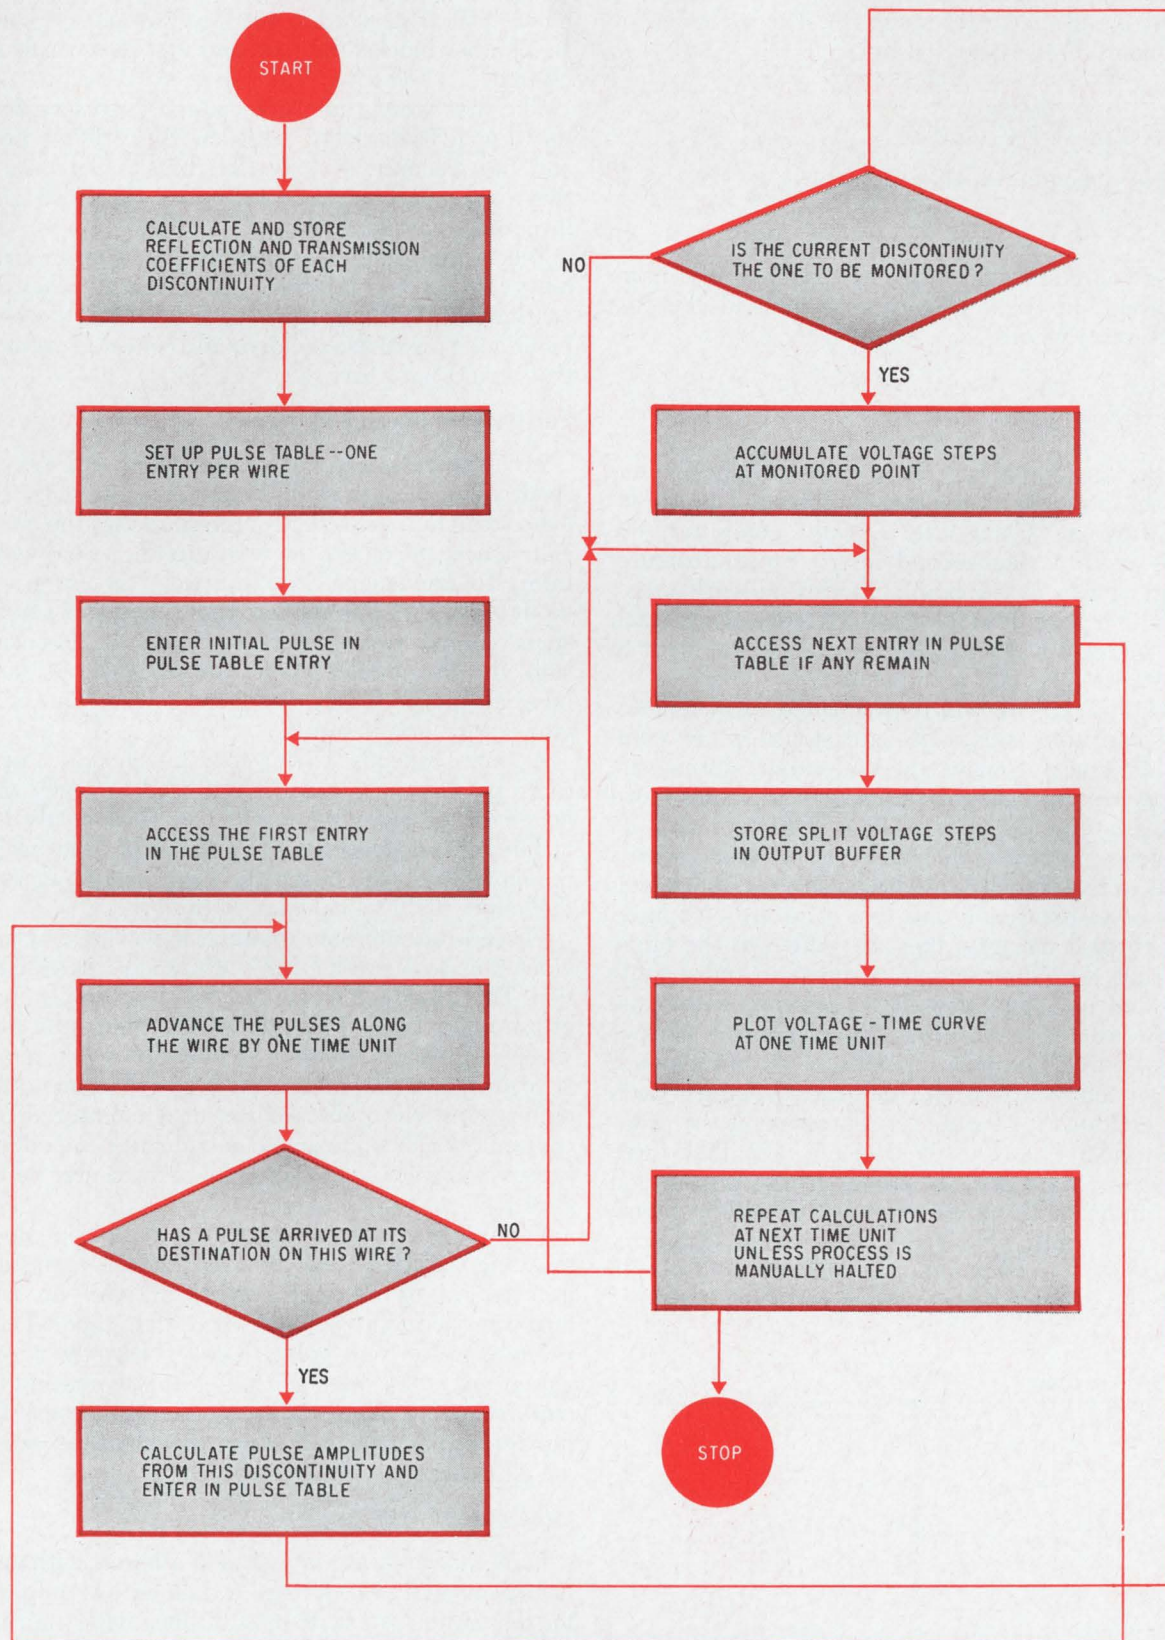 START
CALCULATE AND STORE
REFLECTION AND TRANSMISSION
COEFFICIENTS OF EACH
DISCONTINUITY
SET UP PULSE TABLE--ONE
ENTRY PER WIRE
ENTER INITIAL PULSE IN
PULSE TABLE ENTRY
ACCESS THE FIRST ENTRY
IN THE PULSE TABLE
ADVANCE THE PULSES ALONG
THE WIRE BY ONE TIME UNIT
HAS A PULSE ARRIVED AT ITS
DESTINATION ON THIS WIRE?
NO
YES
CALCULATE PULSE AMPLITUDES
FROM THIS DISCONTINUITY AND
ENTER IN PULSE TABLE
IS THE CURRENT DISCONTINUITY
THE ONE TO BE MONITORED?
NO
YES
ACCUMULATE VOLTAGE STEPS
AT MONITORED POINT
ACCESS NEXT ENTRY IN PULSE
TABLE IF ANY REMAIN
STORE SPLIT VOLTAGE STEPS
IN OUTPUT BUFFER
PLOT VOLTAGE-TIME CURVE
AT ONE TIME UNIT
REPEAT CALCULATIONS
AT NEXT TIME UNIT
UNLESS PROCESS IS
MANUALLY HALTED
STOP